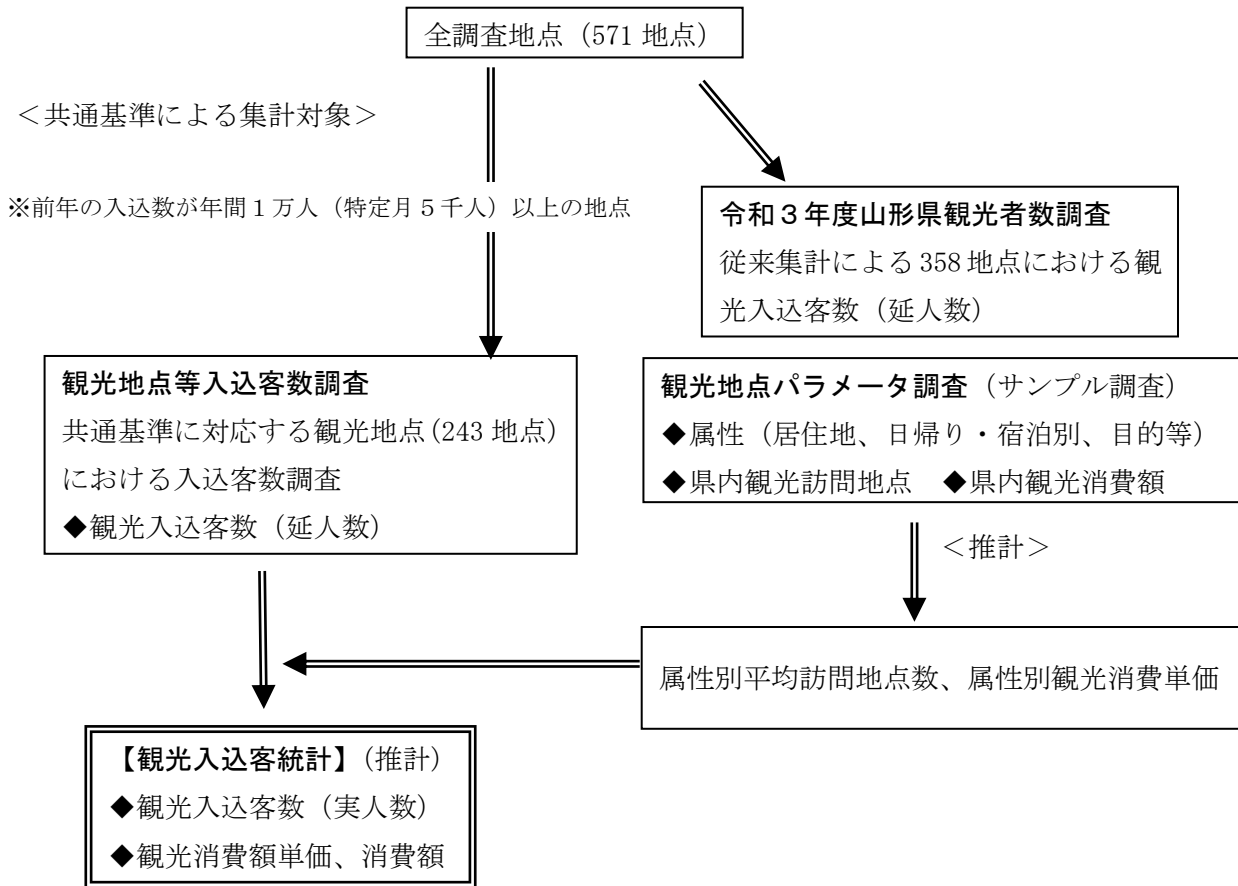 全調査地点（571 地点）
＜共通基準による集計対象＞
※前年の入込数が年間１万人（特定月５千人）以上の地点
令和３年度山形県観光者数調査
従来集計による 358 地点における観
光入込客数（延人数）
観光地点等入込客数調査
共通基準に対応する観光地点(243 地点)
における入込客数調査
◆観光入込客数（延人数）
観光地点パラメータ調査（サンプル調査）
◆属性（居住地、日帰り・宿泊別、目的等）
◆県内観光訪問地点　◆県内観光消費額
＜推計＞
属性別平均訪問地点数、属性別観光消費単価
【観光入込客統計】（推計）
◆観光入込客数（実人数）
◆観光消費額単価、消費額